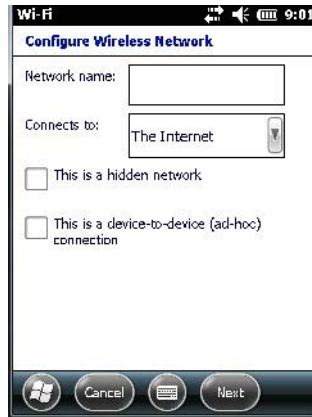 Wi-Fi 9:01
Configure Wireless Network
Network name:
Connects to:
The Internet
This is a hidden network
This is a device-to-device (ad-hoc)
connection
Cancel Next